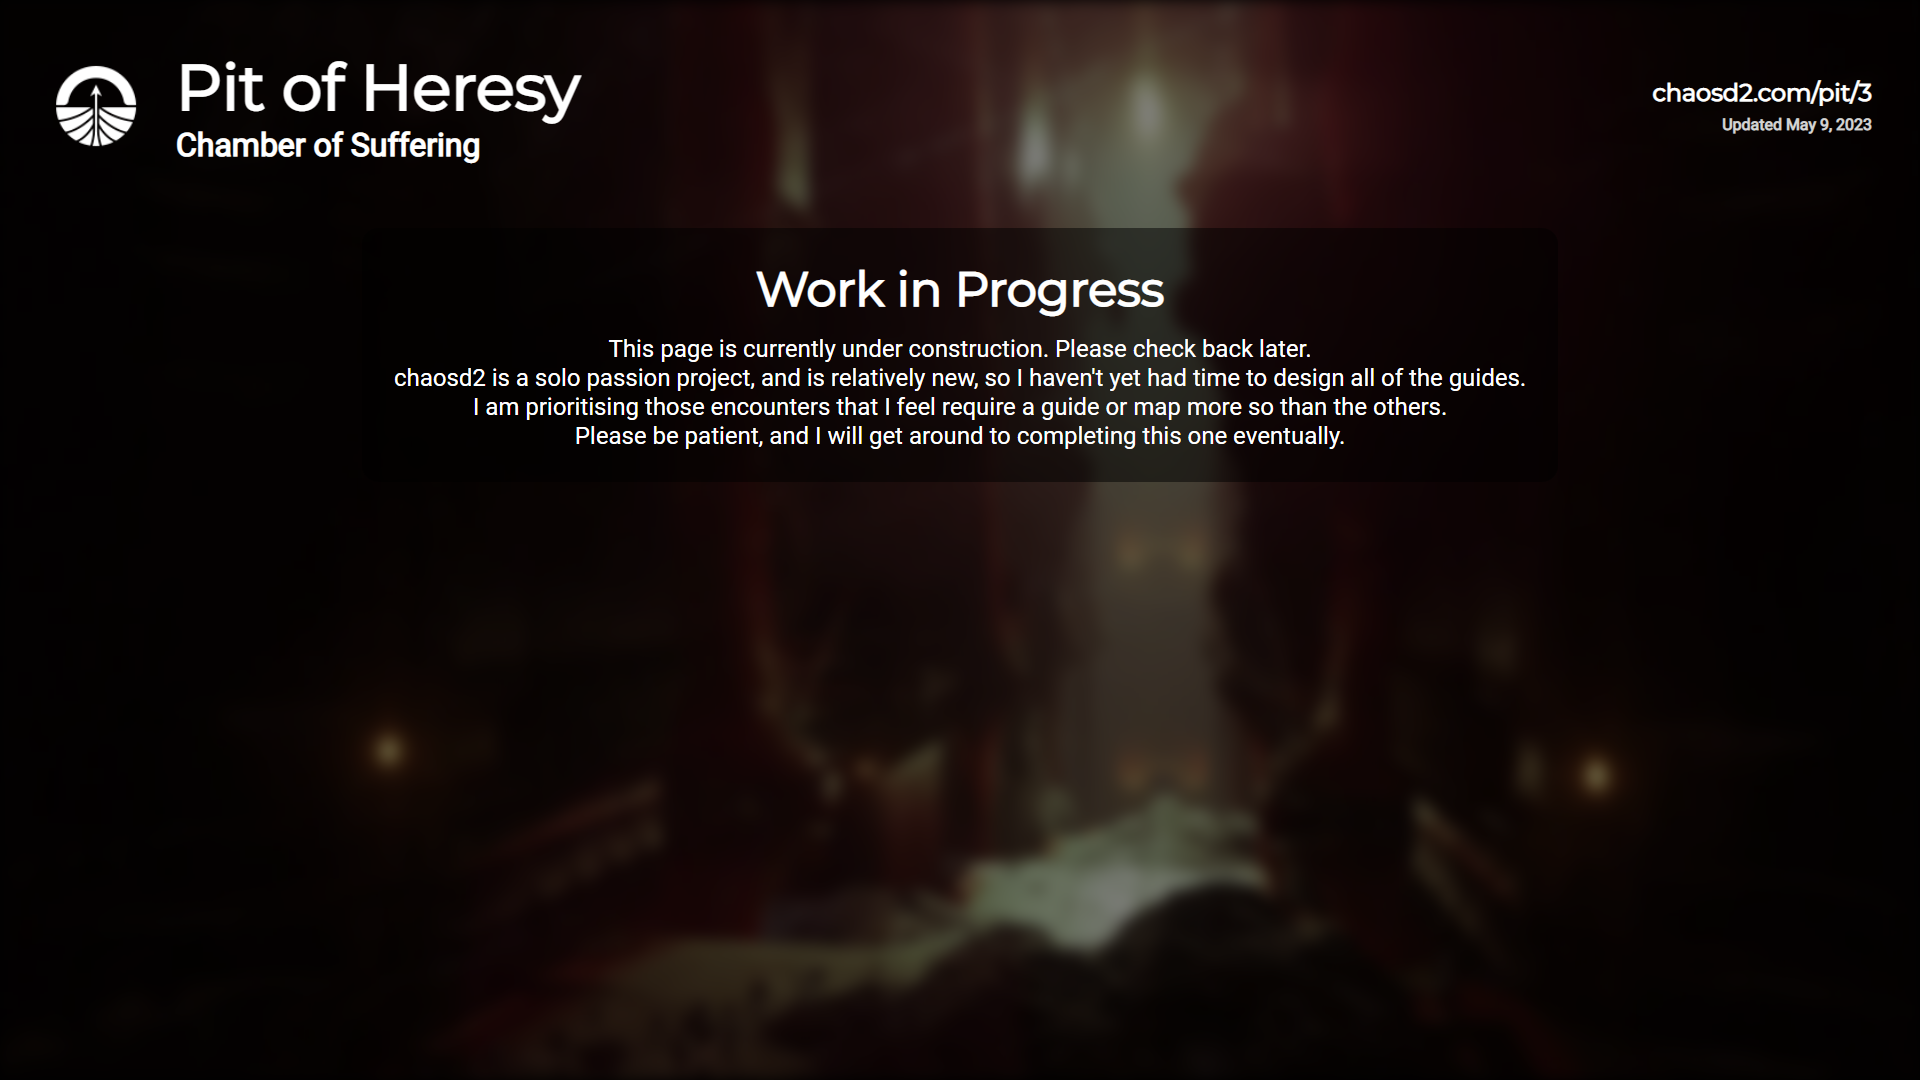 Pit of Heresy
Chamber of Suffering
chaosd2.com/pit/3
Updated May 9, 2023
Work in Progress
This page is currently under construction. Please check back later.
chaosd2 is a solo passion project, and is relatively new, so I haven't yet had time to design all of the guides.
I am prioritising those encounters that I feel require a guide or map more so than the others.
Please be patient, and I will get around to completing this one eventually.